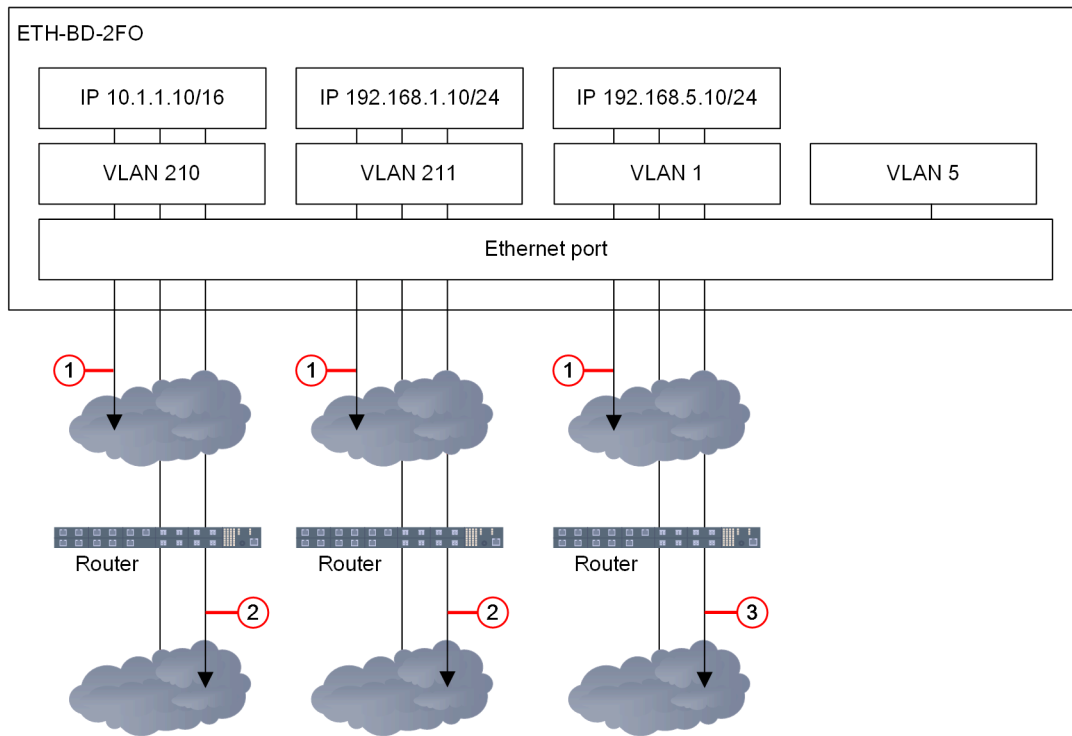 ETH-BD-2FO
IP 10.1.1.10/16
IP 192.168.1.10/24
IP 192.168.5.10/24
VLAN 210
VLAN 211
VLAN 1
VLAN 5
Ethernet port
1
1
1
Router
Router
Router
2
2
3